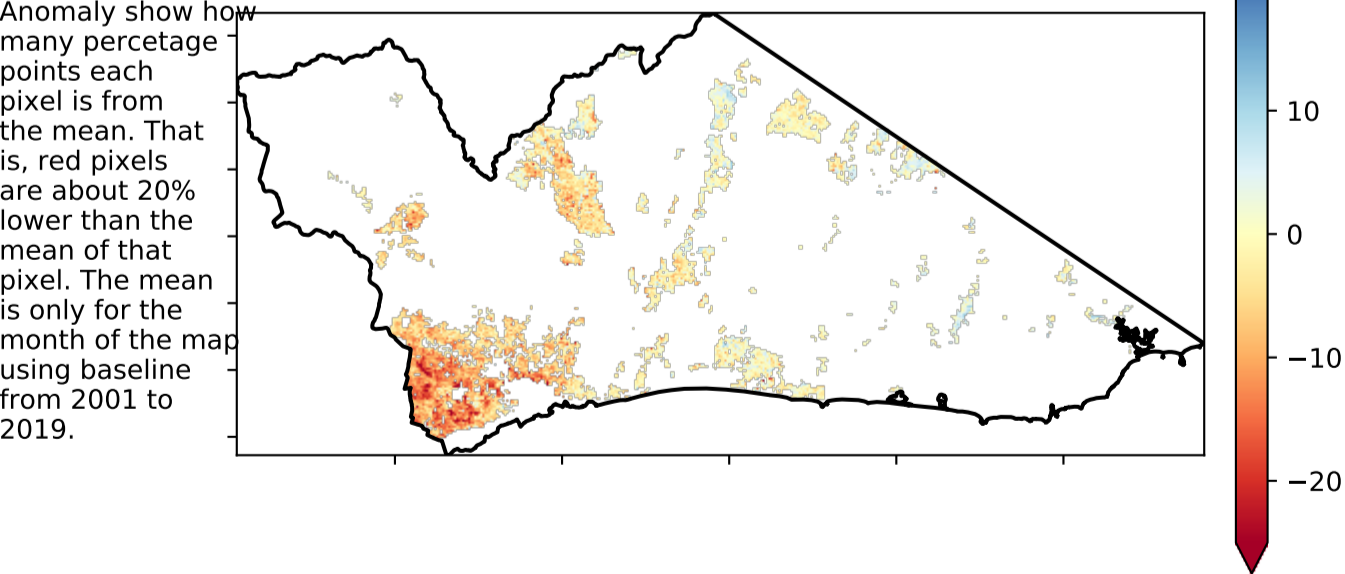 Anomaly show how
many percetage
points each
pixel is from
the mean. That
is, red pixels
are about 20%
lower than the
mean of that
pixel. The mean
is only for the
month of the map
using baseline
from 2001 to
2019.
10
0
−10
−20